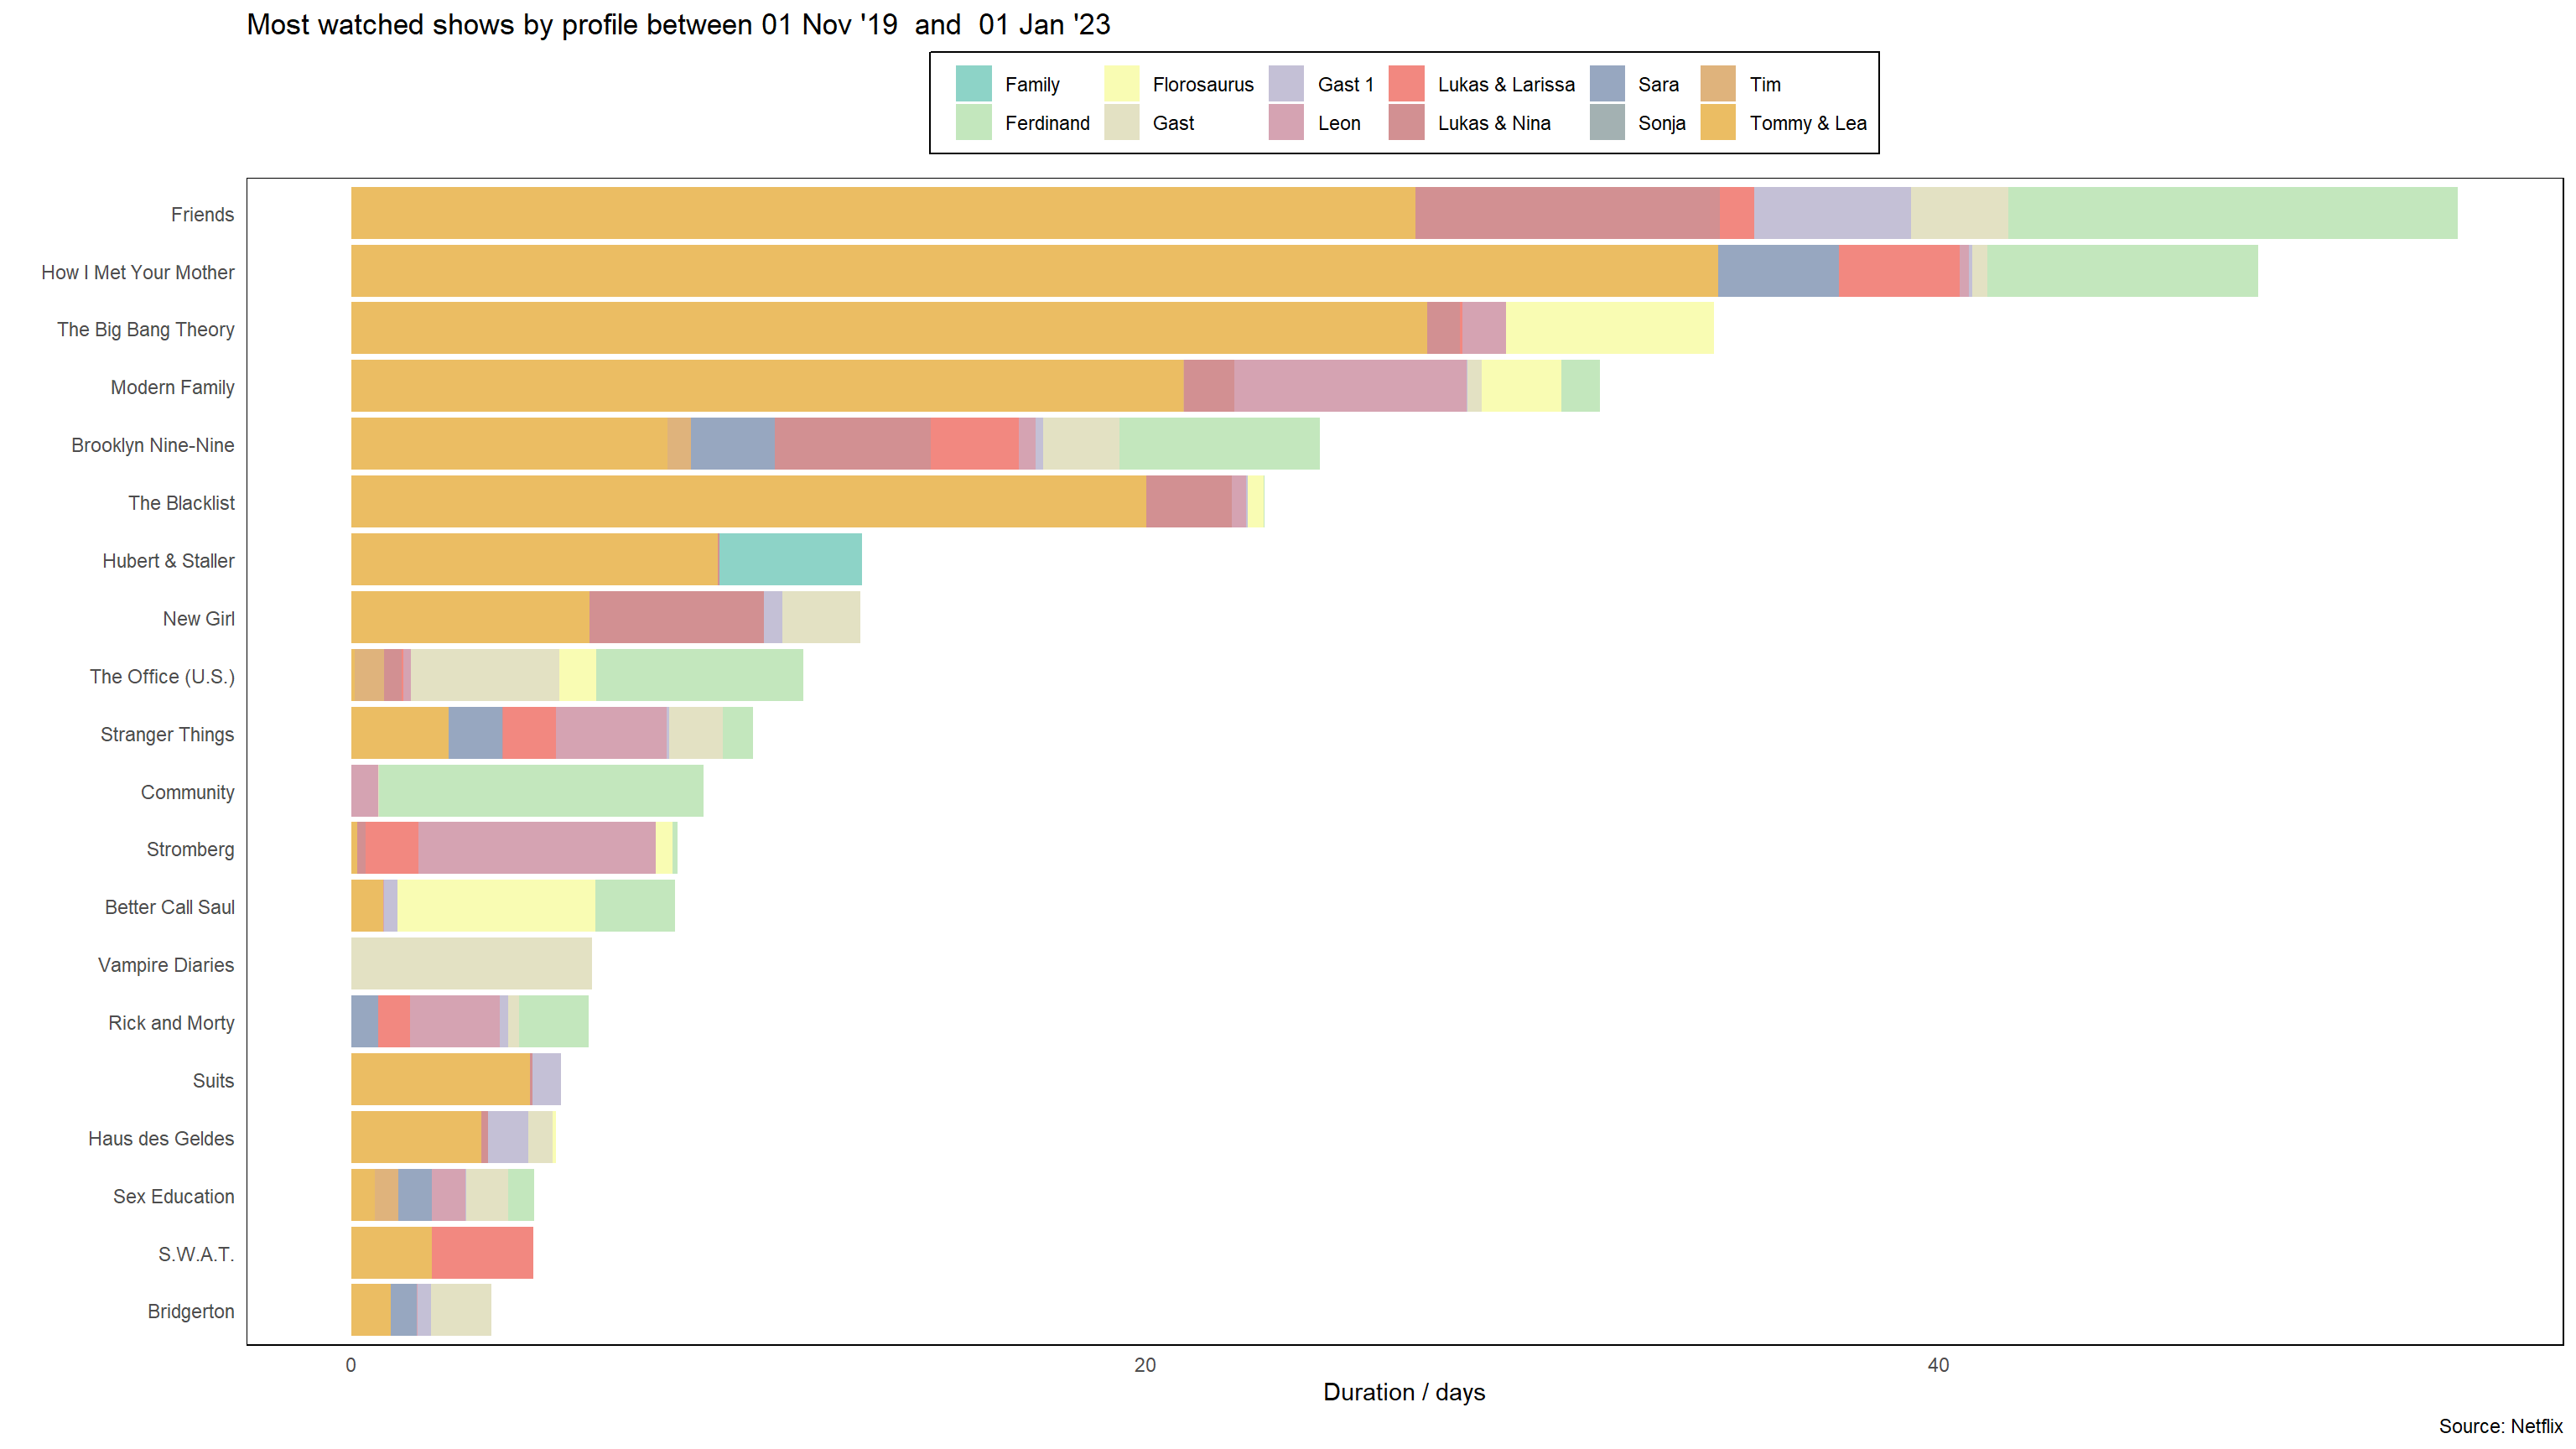 Most watched shows by profile between 01 Nov '19  and  01 Jan '23
Family Florosaurus Gast 1 Lukas & Larissa Sara Tim
Ferdinand Gast Leon Lukas & Nina Sonja Tommy & Lea
Friends
How I Met Your Mother
The Big Bang Theory
Modern Family
Brooklyn Nine-Nine
The Blacklist
Hubert & Staller
New Girl
The Office (U.S.)
Stranger Things
Community
Stromberg
Better Call Saul
Vampire Diaries
Rick and Morty
Suits
Haus des Geldes
Sex Education
S.W.A.T.
Bridgerton
0 20 40
Duration / days
Source: Netflix